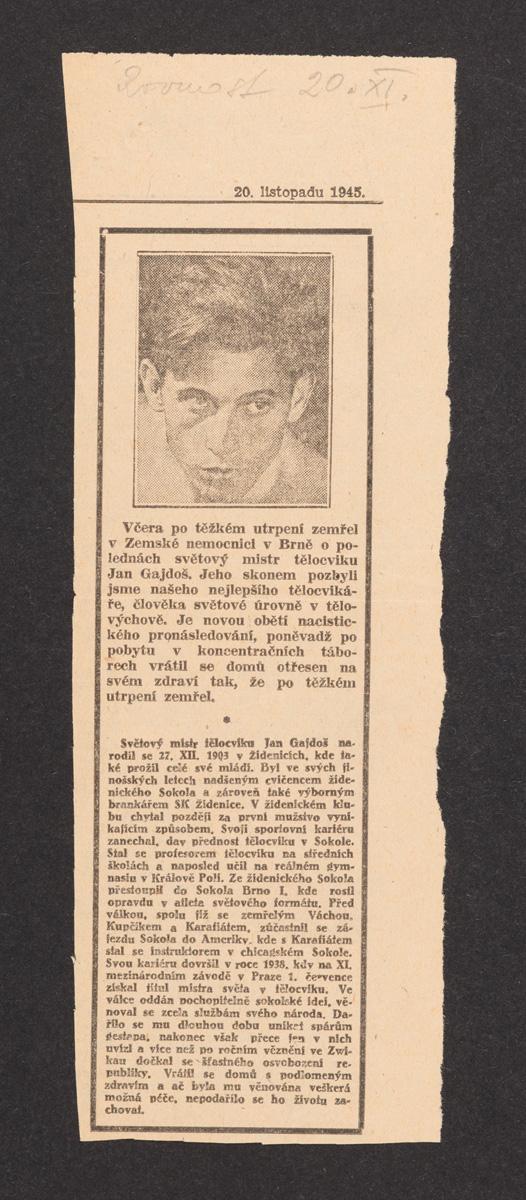 Rovnost 20. XI.
20. listopadu 1945.
Včera po těžkém utrpení zemřel
v Zemské nemocnici v Brně o po-
lednách světový mistr tělocviku
Jan Gajdoš. Jeho skonem pozbyli
jsme našeho nejlepšího tělocviká-
ře, člověka světové úrovně v tělo-
výchově. Je novou obětí nacistic-
kého pronásledování, poněvadž po
pobytu v koncentračních tábo-
rech vrátil se domů otřesen na
svém zdraví tak, že po těžkém
utrpení zemřel.
*
Světový mistr tělocviku Jan Gajdoš na-
rodil se 27. XII. 1903 v Židenicích, kde ta-
ké prožil celé své mládí. Byl ve svých ji-
nošských letech nadšeným cvičencem žide-
nického Sokola a zároveň také výborným
brankářem SK Židenice. V židenickém klu-
bu chytal později za první mužstvo vyni-
kajícím způsobem. Svoji sportovní kariéru
zanechal, dav přednost tělocviku v Sokole.
Stal se profesorem tělocviku na středních
školách a naposled učil na reálném gym-
nasiu v Králově Poli. Ze židenického Sokola
přestoupil do Sokola Brno I, kde rostl
opravdu v atleta světového formátu. Před
válkou, spolu již se zemřelým Váchou,
Kupčíkem a Karafiátem, zúčastnil se zá-
jezdu Sokola do Ameriky, kde s Karafiátem
stal se instruktorem v chicagském Sokole.
Svou kariéru dovršil v roce 1938, kdy na XI.
mezinárodním závodě v Praze 1. července
získal titul mistra světa v tělocviku. Ve
válce oddán pochopitelně sokolské idei, vě-
noval se zcela službám svého národa. Da-
řilo se mu dlouhou dobu unikat spárům
gestapa, nakonec však přece jen v nich
uvízl a více než po ročním věznění ve Zwi-
kau dočkal se šťastného osvobození re-
publiky. Vrátil se domů s podlomeným
zdravím a ač byla mu věnována veškerá
možná péče, nepodařilo se ho životu za-
chovat.